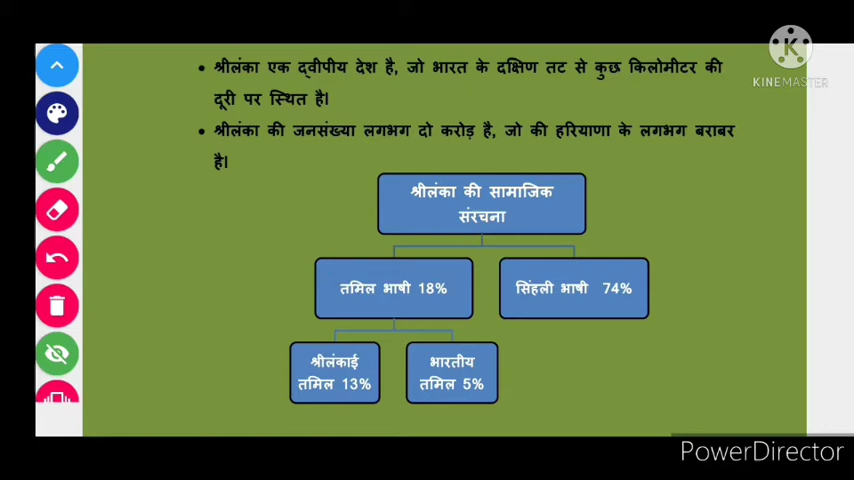 KINEMASTER
• श्रीलंका एक द्वीपीय देश है, जो भारत के दक्षिण तट से कुछ किलोमीटर की
दूरी पर स्थित है।
• श्रीलंका की जनसंख्या लगभग दो करोड़ है, जो की हरियाणा के लगभग बराबर
है।
श्रीलंका की सामाजिक
संरचना
तमिल भाषी 18%
सिंहली भाषी 74%
श्रीलंकाई
तमिल 13%
भारतीय
तमिल 5%
PowerDirector